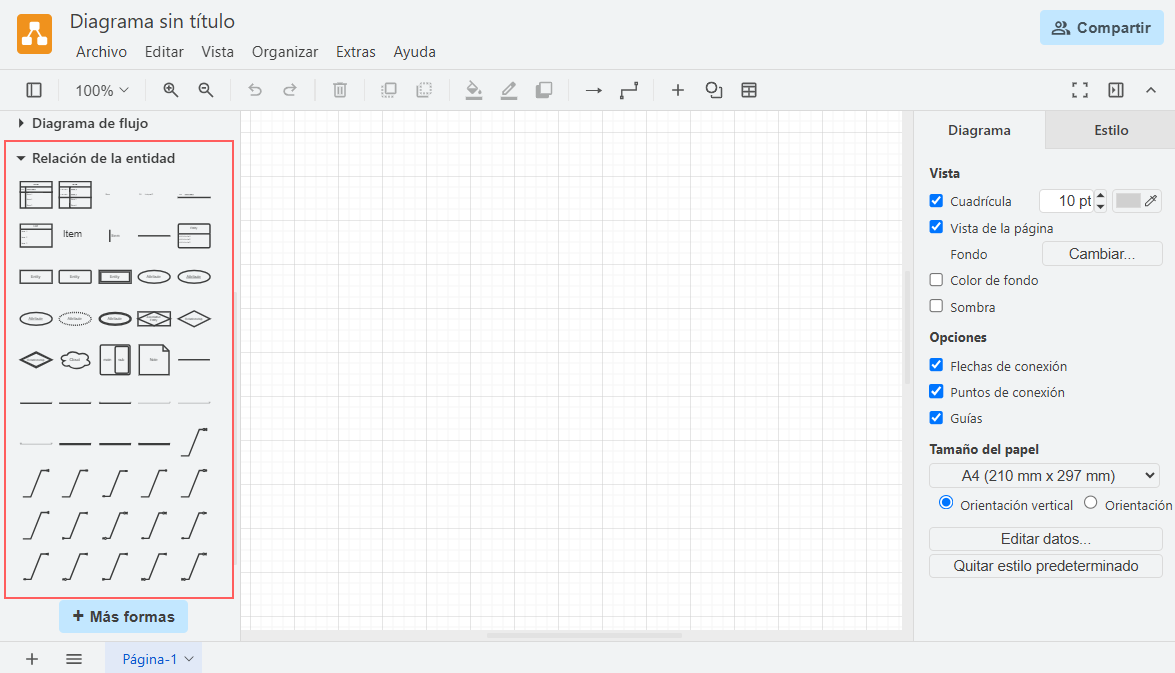 Diagrama sin título
Archivo Editar Vista Organizar Extras Ayuda
Compartir
100%
Diagrama de flujo
Relación de la entidad
Item
Entity Entity Entity Attribute Attribute
Attribute Attribute Attribute
Cloud Note
+ Más formas
Página-1
Diagrama Estilo
Vista
Cuadrícula 10 pt
Vista de la página
Fondo Cambiar...
Color de fondo
Sombra
Opciones
Flechas de conexión
Puntos de conexión
Guías
Tamaño del papel
A4 (210 mm x 297 mm)
Orientación vertical Orientación
Editar datos...
Quitar estilo predeterminado